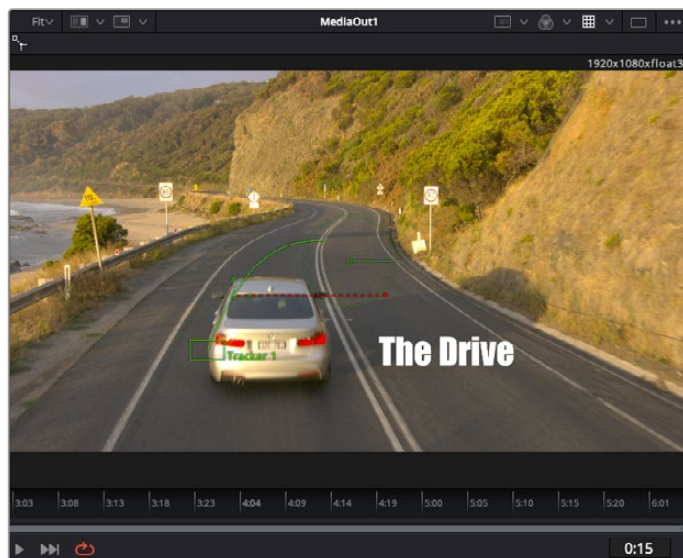 Fit
MediaOut1
1920x1080xfloat3
Tracker 1
The Drive
3:03 3:08 3:13 3:18 3:23 4:04 4:09 4:14 4:19 5:00 5:05 5:10 5:15 5:20 6:01
0:15